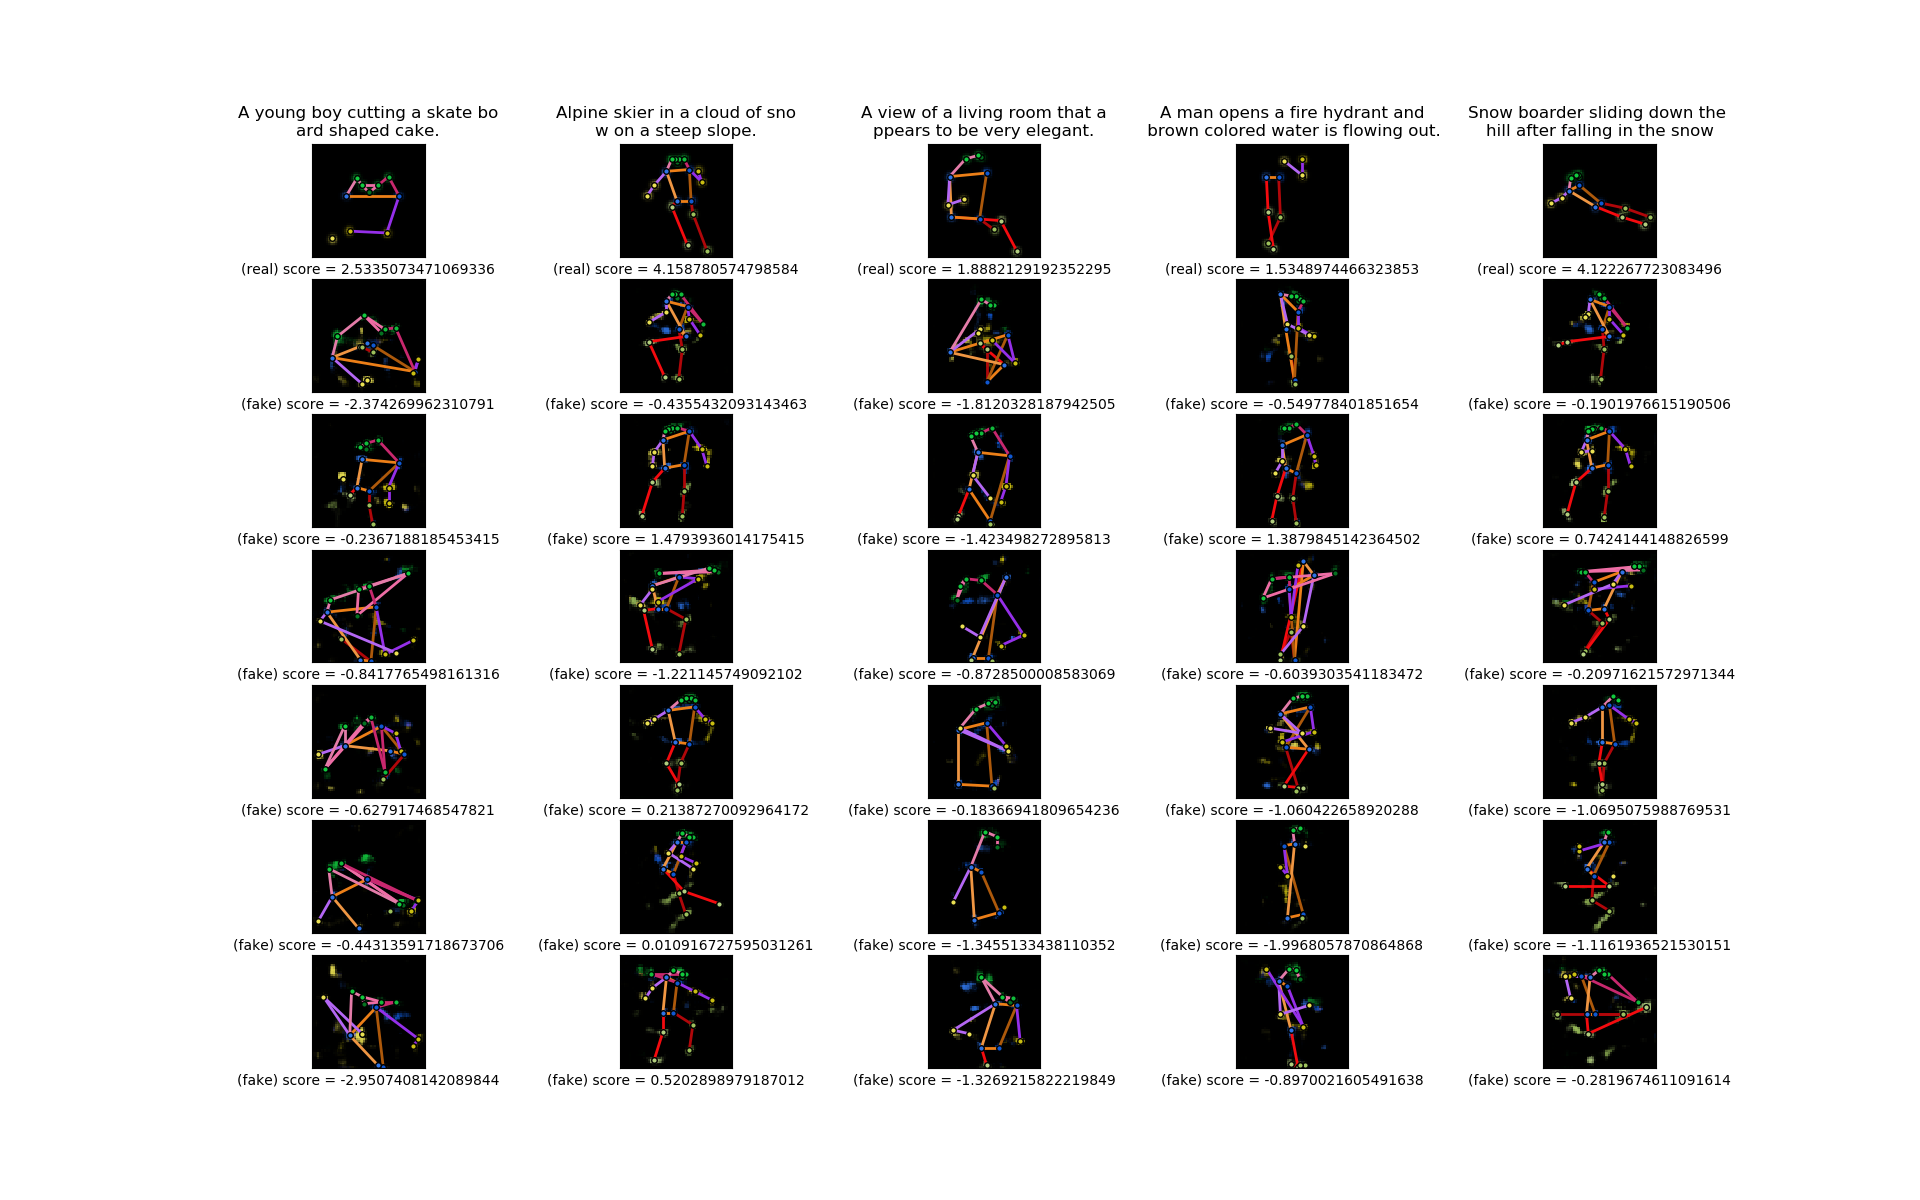 A young boy cutting a skate bo
ard shaped cake.
Alpine skier in a cloud of sno
w on a steep slope.
A view of a living room that a
ppears to be very elegant.
A man opens a fire hydrant and
brown colored water is flowing out.
Snow boarder sliding down the
hill after falling in the snow
(real) score = 2.5335073471069336
(real) score = 4.158780574798584
(real) score = 1.8882129192352295
(real) score = 1.5348974466323853
(real) score = 4.122267723083496
(fake) score = -2.374269962310791
(fake) score = -0.4355432093143463
(fake) score = -1.8120328187942505
(fake) score = -0.549778401851654
(fake) score = -0.1901976615190506
(fake) score = -0.2367188185453415
(fake) score = 1.4793936014175415
(fake) score = -1.423498272895813
(fake) score = 1.3879845142364502
(fake) score = 0.7424144148826599
(fake) score = -0.8417765498161316
(fake) score = -1.221145749092102
(fake) score = -0.8728500008583069
(fake) score = -0.6039303541183472
(fake) score = -0.20971621572971344
(fake) score = -0.627917468547821
(fake) score = 0.21387270092964172
(fake) score = -0.18366941809654236
(fake) score = -1.060422658920288
(fake) score = -1.0695075988769531
(fake) score = -0.44313591718673706
(fake) score = 0.010916727595031261
(fake) score = -1.3455133438110352
(fake) score = -1.9968057870864868
(fake) score = -1.1161936521530151
(fake) score = -2.9507408142089844
(fake) score = 0.5202898979187012
(fake) score = -1.3269215822219849
(fake) score = -0.8970021605491638
(fake) score = -0.2819674611091614